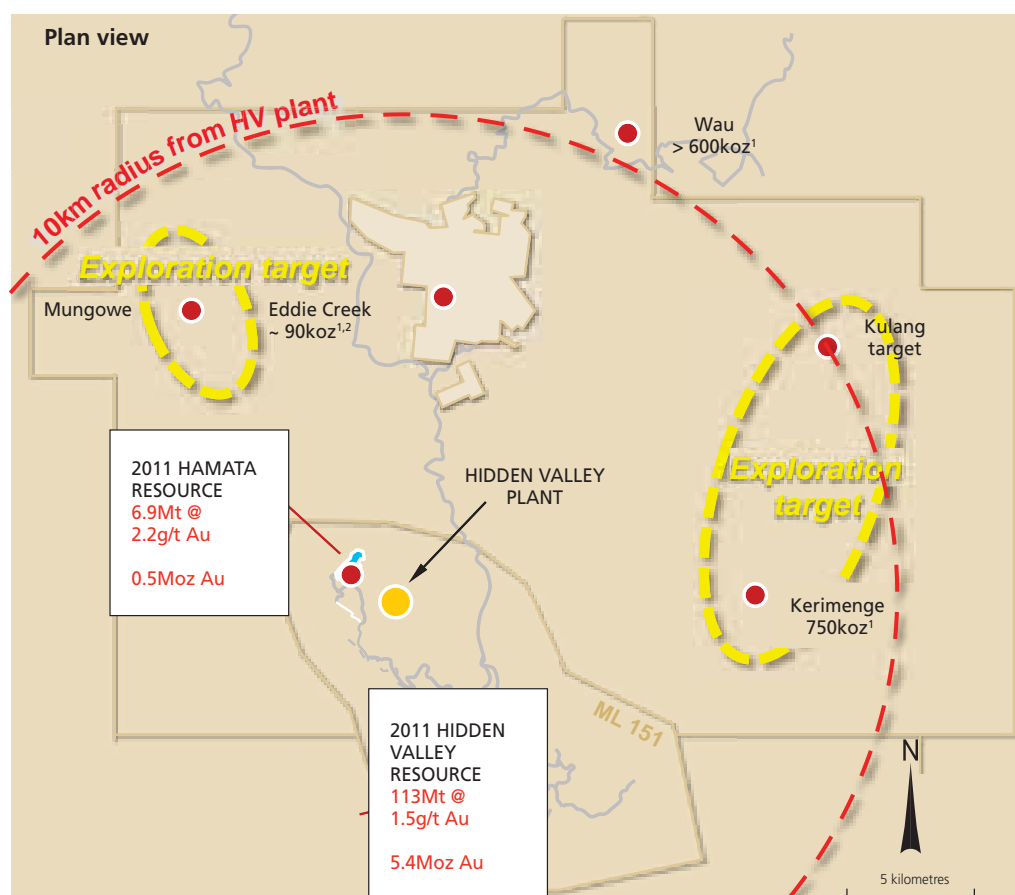 Plan view
10km radius from HV plant
Wau
> 600koz¹
Exploration target
Mungowe
Eddie Creek
~ 90koz¹,²
Kulang
target
2011 HAMATA
RESOURCE
6.9Mt @
2.2g/t Au
0.5Moz Au
HIDDEN VALLEY
PLANT
Exploration
target
Kerimenge
750koz¹
ML 151
2011 HIDDEN
VALLEY
RESOURCE
113Mt @
1.5g/t Au
5.4Moz Au
N
5 kilometres